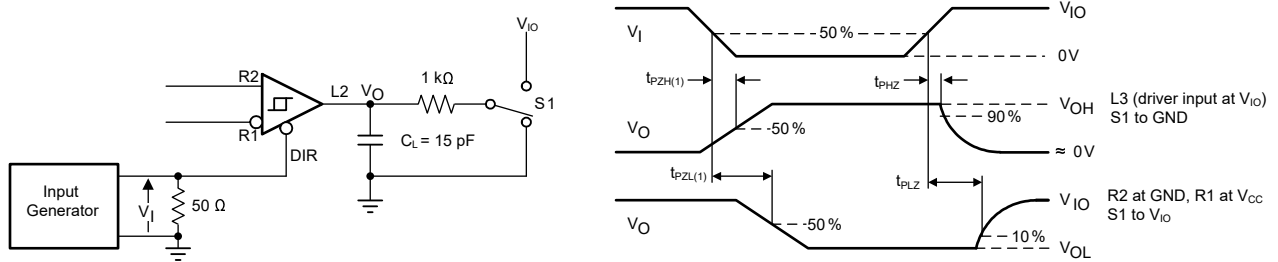 V_IO
1 kΩ
R2
L2
V_O
S1
R1
C_L = 15 pF
DIR
Input
Generator
V_I
50 Ω
V_IO
V_I
50 %
0V
t_PZH(1)
t_PHZ
V_OH
L3 (driver input at V_IO)
S1 to GND
90 %
V_O
50 %
≈ 0V
t_PZL(1)
t_PLZ
V_IO
R2 at GND, R1 at V_CC
S1 to V_IO
V_O
50 %
10 %
V_OL